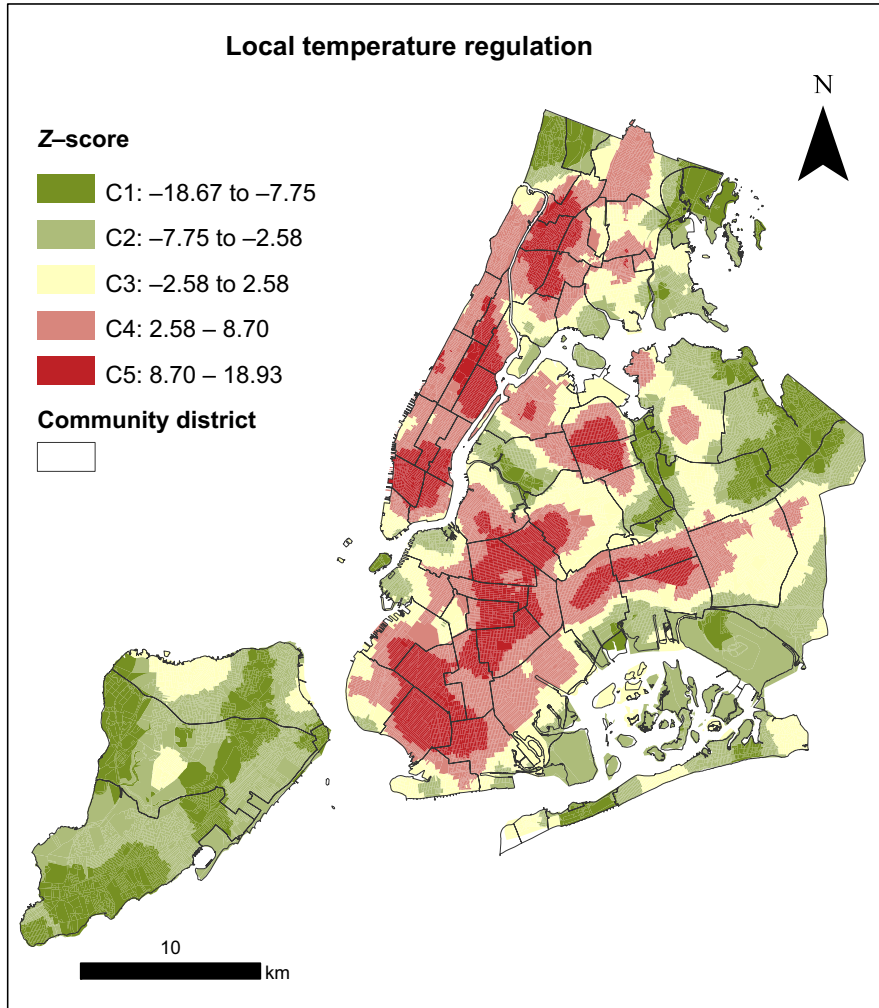 Local temperature regulation
N
Z–score
C1: –18.67 to –7.75
C2: –7.75 to –2.58
C3: –2.58 to 2.58
C4: 2.58 – 8.70
C5: 8.70 – 18.93
Community district
10
km